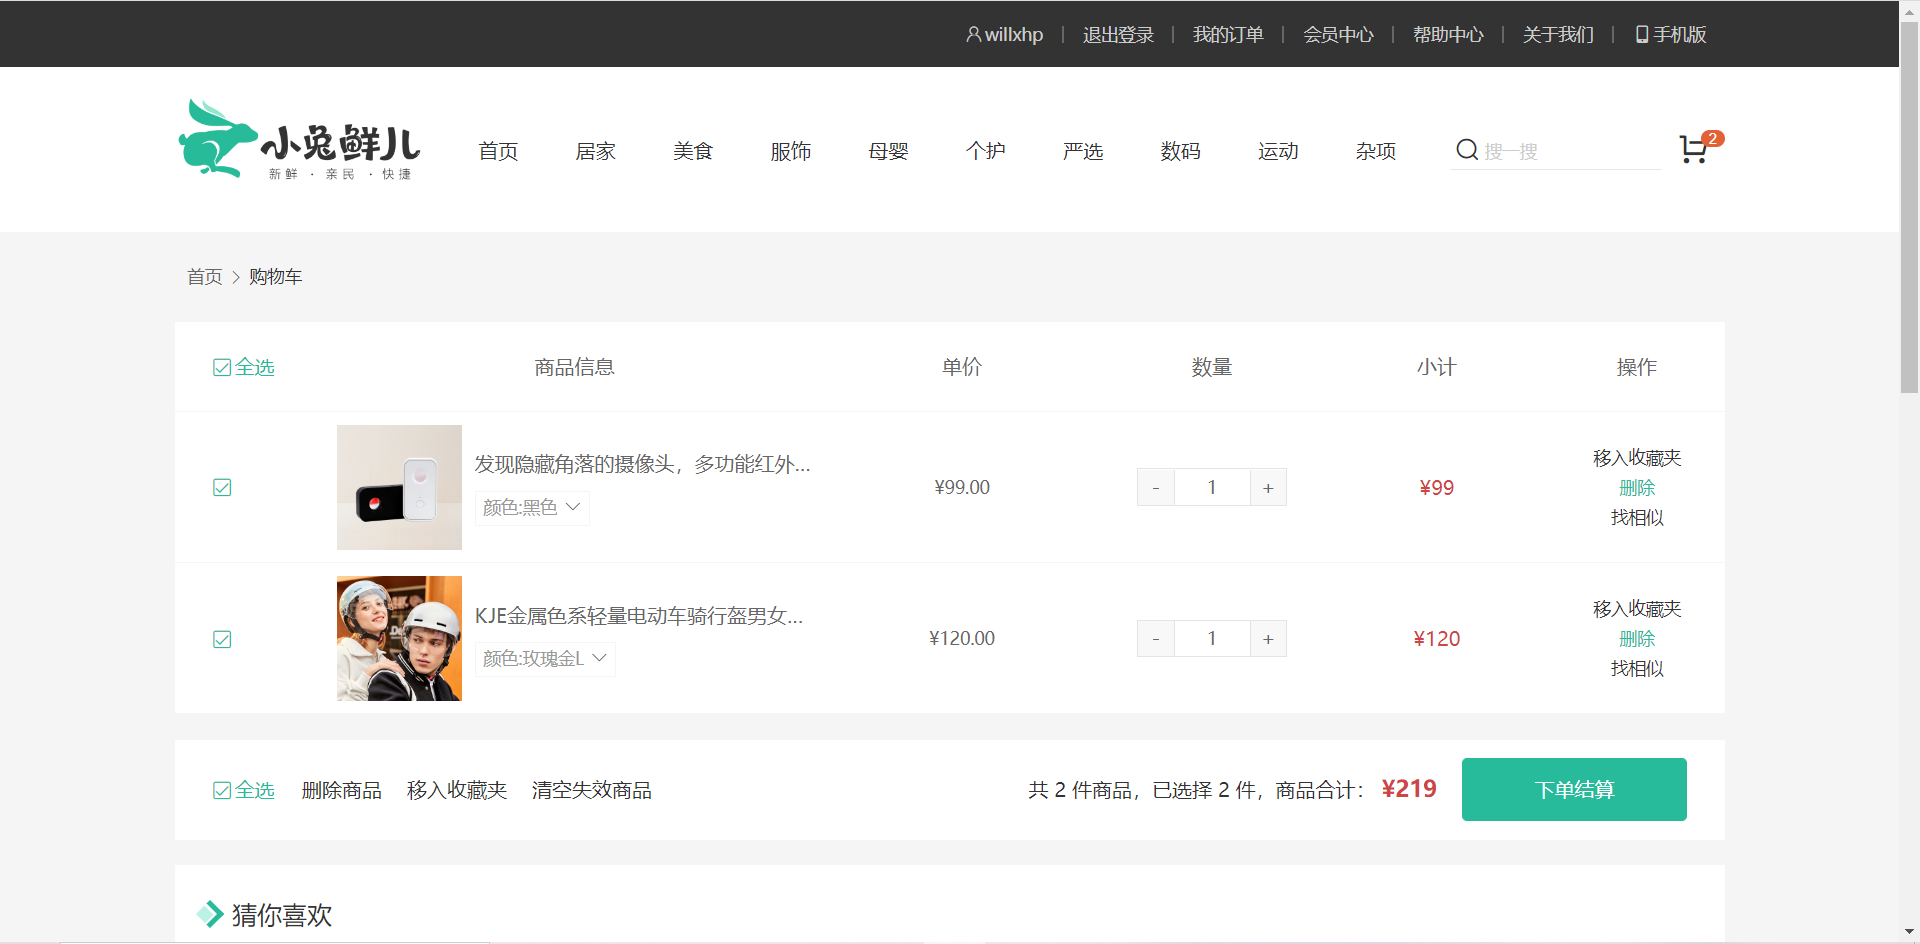 willxhp | 退出登录 | 我的订单 | 会员中心 | 帮助中心 | 关于我们 | 手机版
小兔鲜儿
新鲜 · 亲民 · 快捷
首页 居家 美食 服饰 母婴 个护 严选 数码 运动 杂项 搜一搜 2
首页 > 购物车
全选 商品信息 单价 数量 小计 操作
发现隐藏角落的摄像头，多功能红外...
颜色:黑色
¥99.00 - 1 + ¥99
移入收藏夹
删除
找相似
KJE金属色系轻量电动车骑行盔男女...
颜色:玫瑰金L
¥120.00 - 1 + ¥120
移入收藏夹
删除
找相似
全选 删除商品 移入收藏夹 清空失效商品 共 2 件商品，已选择 2 件，商品合计： ¥219 下单结算
猜你喜欢